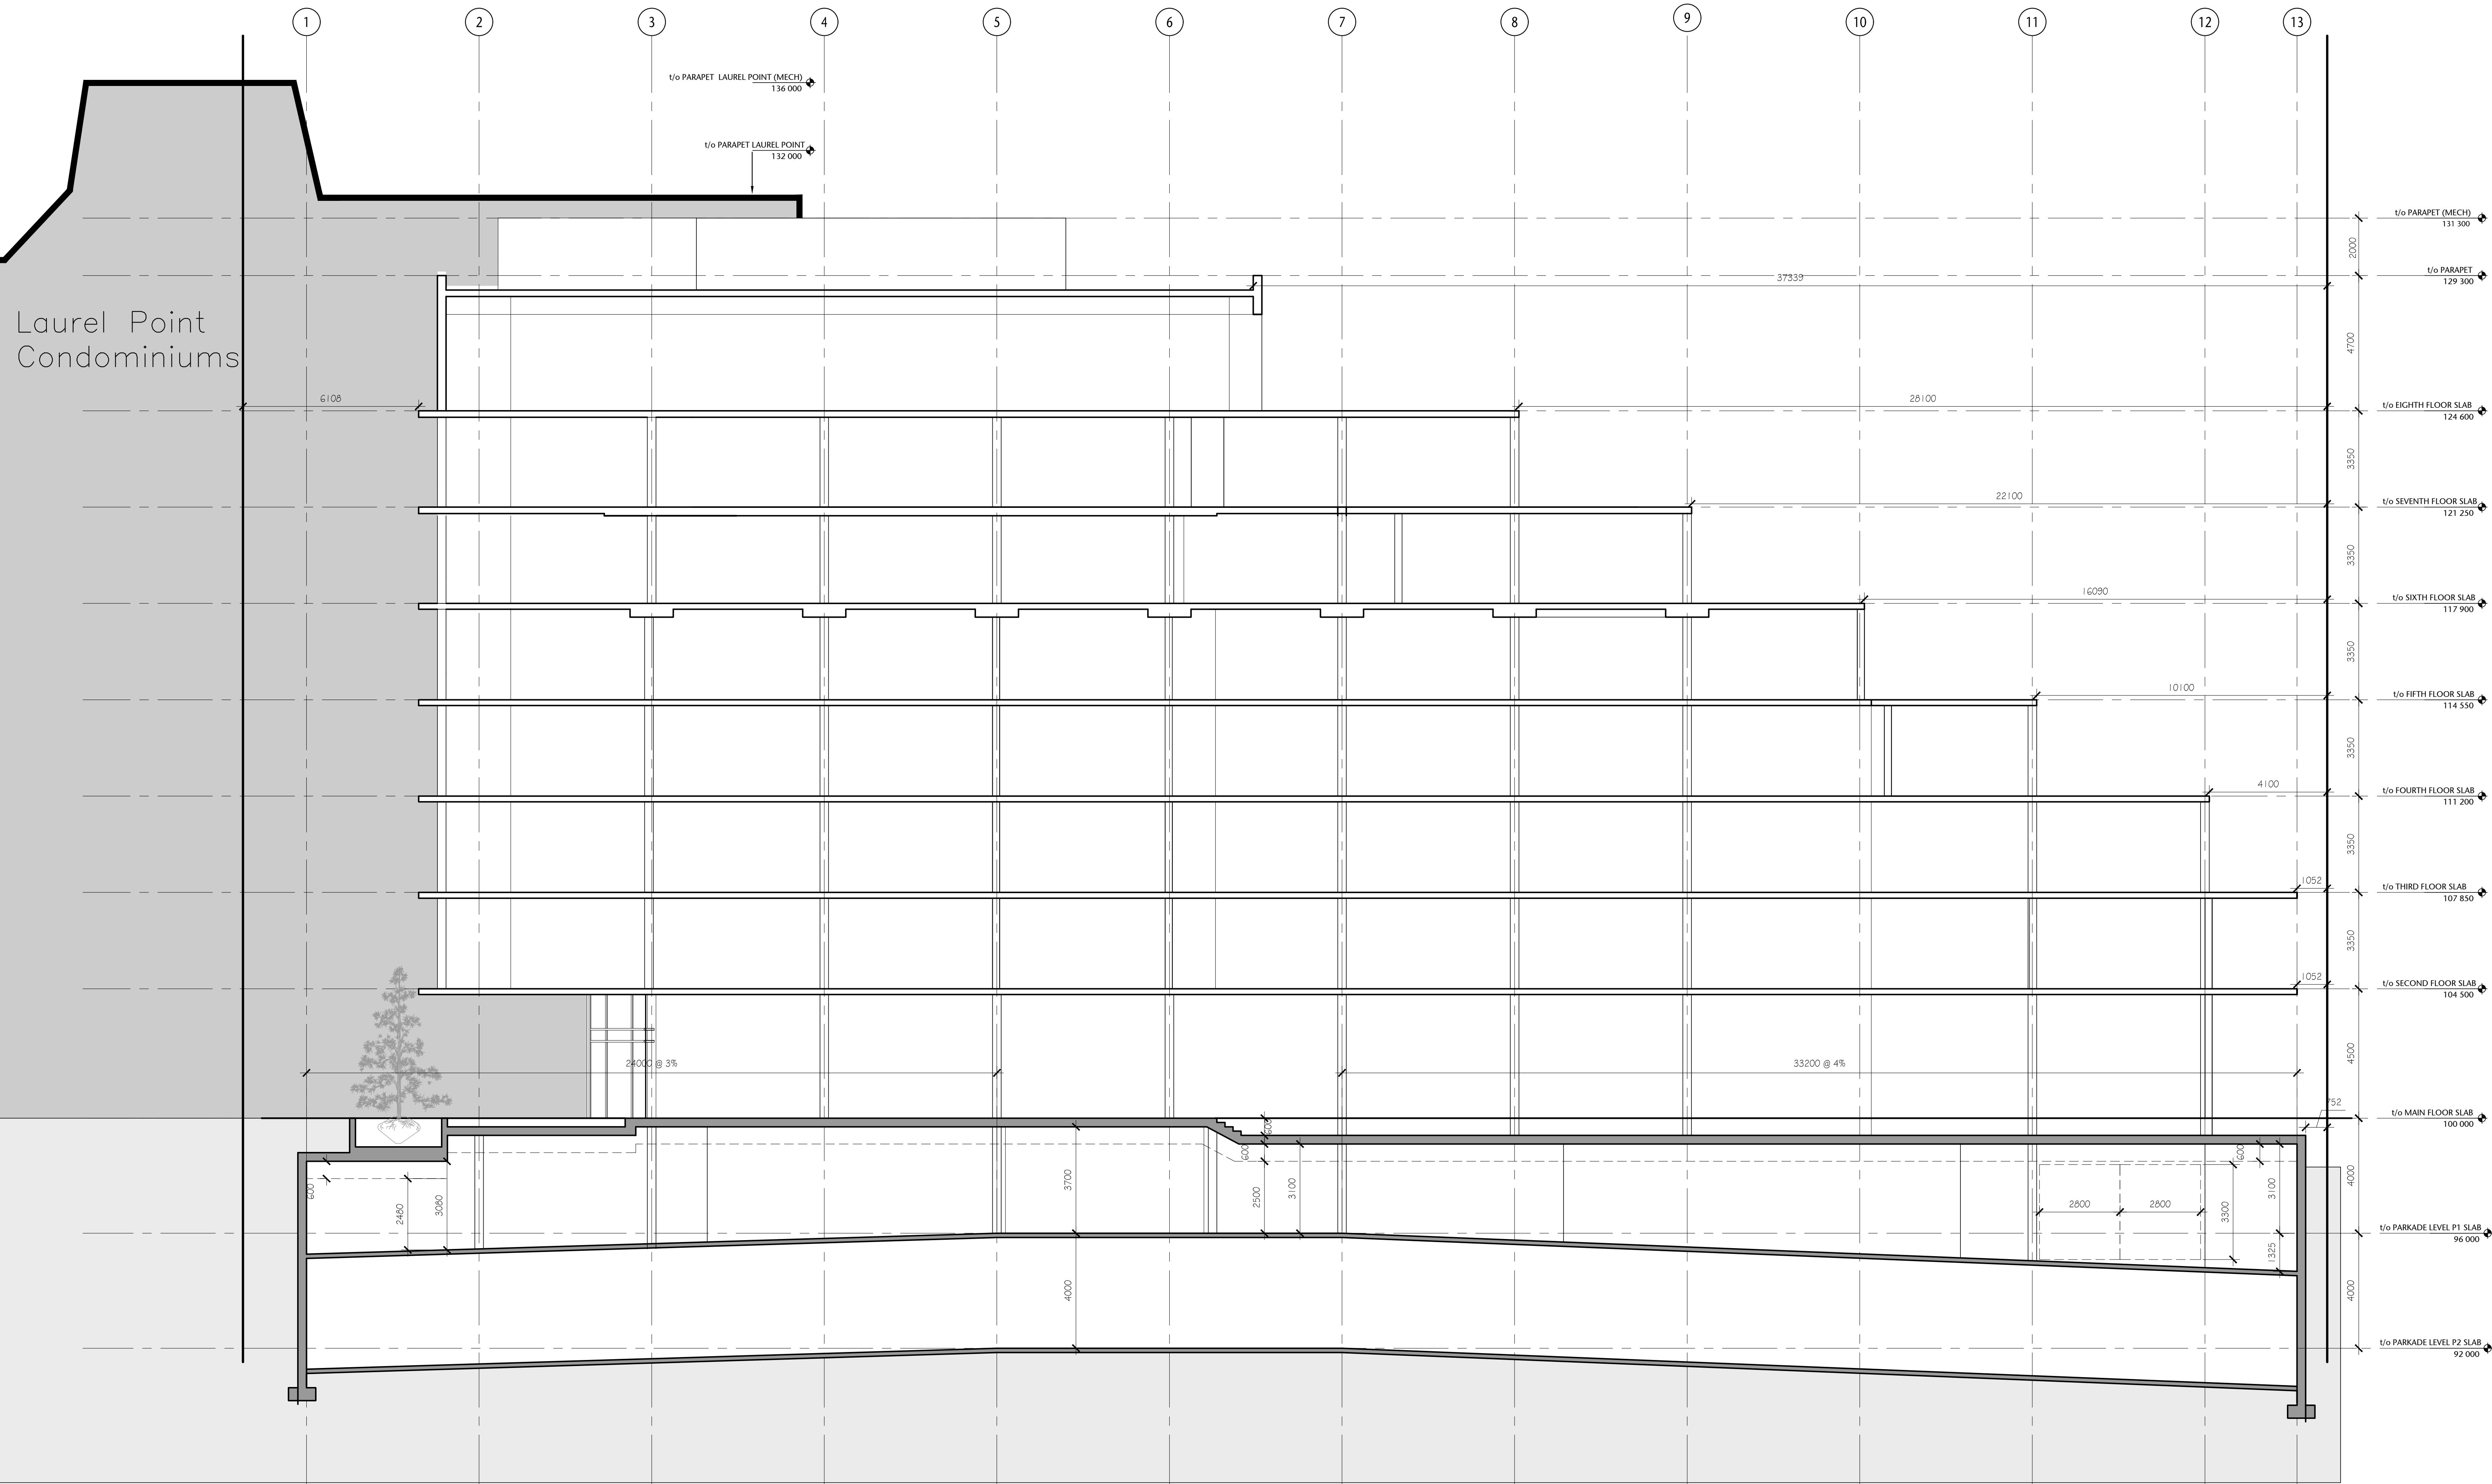 1 2 3 4 5 6 7 8 9 10 11 12 13
t/o PARAPET LAUREL POINT (MECH)
136 000
t/o PARAPET LAUREL POINT
132 000
t/o PARAPET (MECH)
131 300
2000
t/o PARAPET
129 300
37339
Laurel Point
Condominiums
4700
6108
28100
t/o EIGHTH FLOOR SLAB
124 600
3350
22100
t/o SEVENTH FLOOR SLAB
121 250
3350
16090
t/o SIXTH FLOOR SLAB
117 900
3350
10100
t/o FIFTH FLOOR SLAB
114 550
3350
4100
t/o FOURTH FLOOR SLAB
111 200
3350
1052
t/o THIRD FLOOR SLAB
107 850
3350
1052
t/o SECOND FLOOR SLAB
104 500
4500
24000 @ 3%
33200 @ 4%
752
t/o MAIN FLOOR SLAB
100 000
600
600
600
4000
600
2480
3080
3700
2500
3100
2800
2800
3300
3100
t/o PARKADE LEVEL P1 SLAB
96 000
1325
4000
4000
t/o PARKADE LEVEL P2 SLAB
92 000